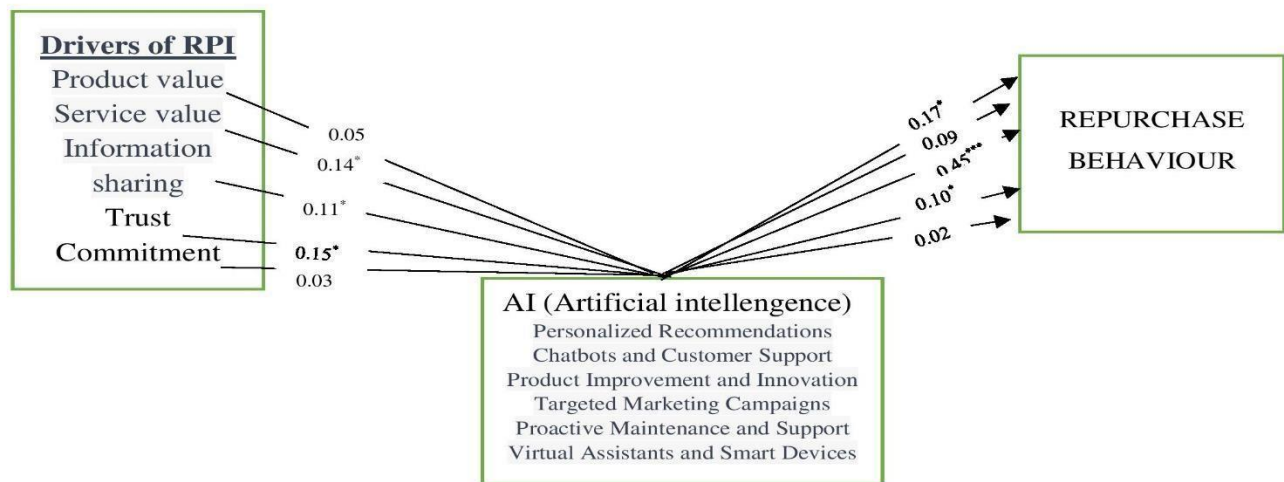 Drivers of RPI
Product value
Service value
Information
sharing
Trust
Commitment
0.05
0.14*
0.11*
0.15*
0.03
AI (Artificial intellengence)
Personalized Recommendations
Chatbots and Customer Support
Product Improvement and Innovation
Targeted Marketing Campaigns
Proactive Maintenance and Support
Virtual Assistants and Smart Devices
0.17*
0.09
0.45***
0.10*
0.02
REPURCHASE
BEHAVIOUR